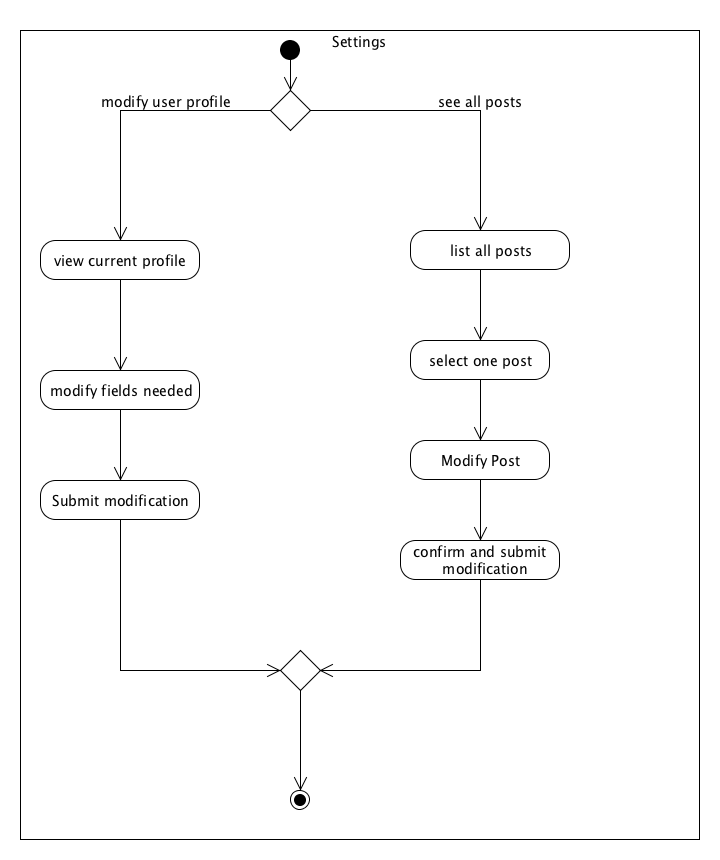 Settings
modify user profile
see all posts
view current profile
modify fields needed
Submit modification
list all posts
select one post
Modify Post
confirm and submit
modification